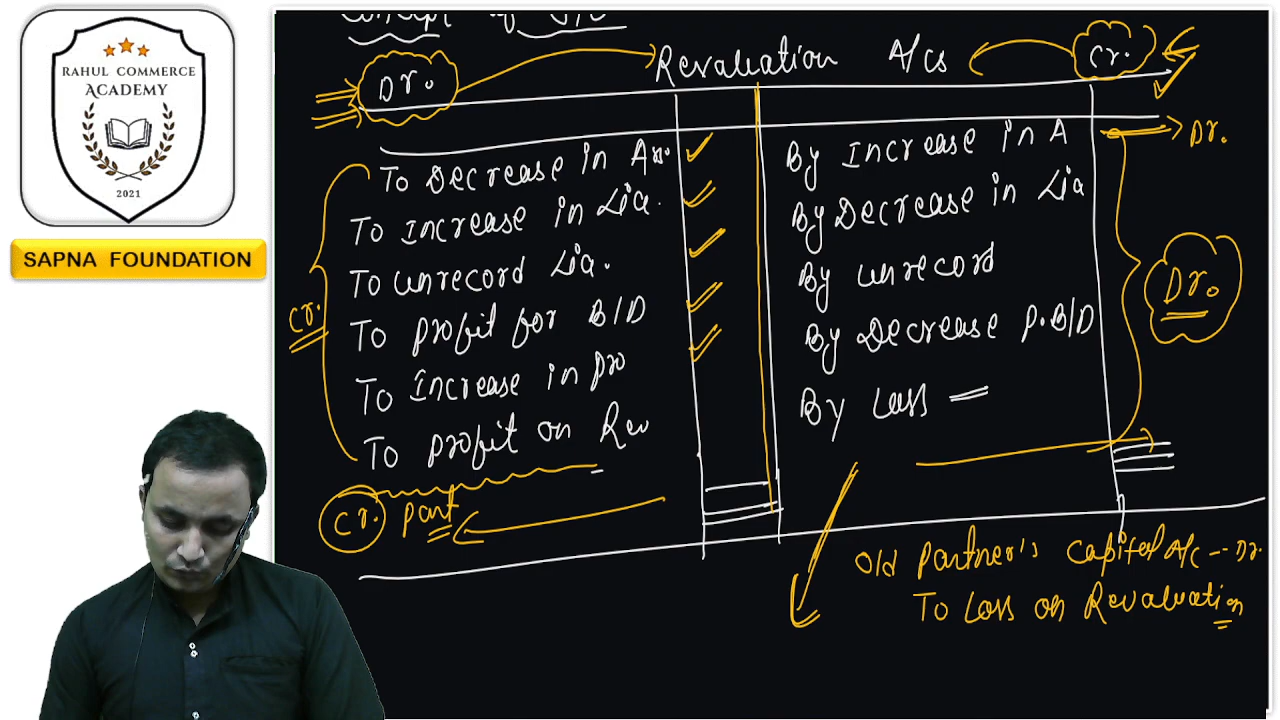 Concept of
RAHUL COMMERCE
ACADEMY
2021
SAPNA FOUNDATION
Dr. Revaluation A/cs Cr.
To Decrease in Ass. By Increase in A Dr.
To Increase in Lia. By Decrease in Lia
To unrecord Lia. By unrecord
Cr. Dr.
To profit for B/D By Decrease P.B/D
To Increase in pro By Loss
To profit on Rev
Cr. part
Old Partner's Capital A/c -- Dr.
To Loss on Revaluation